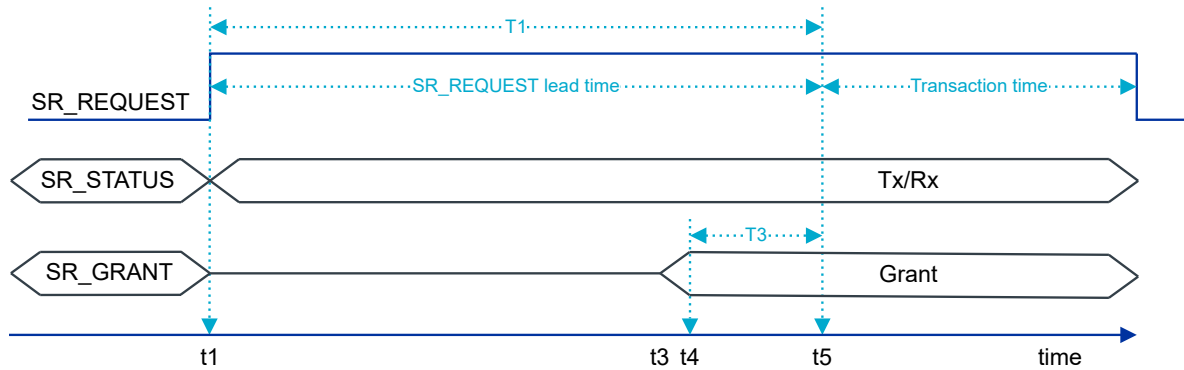 T1
SR_REQUEST
SR_REQUEST lead time
Transaction time
SR_STATUS
Tx/Rx
T3
SR_GRANT
Grant
t1
t3
t4
t5
time